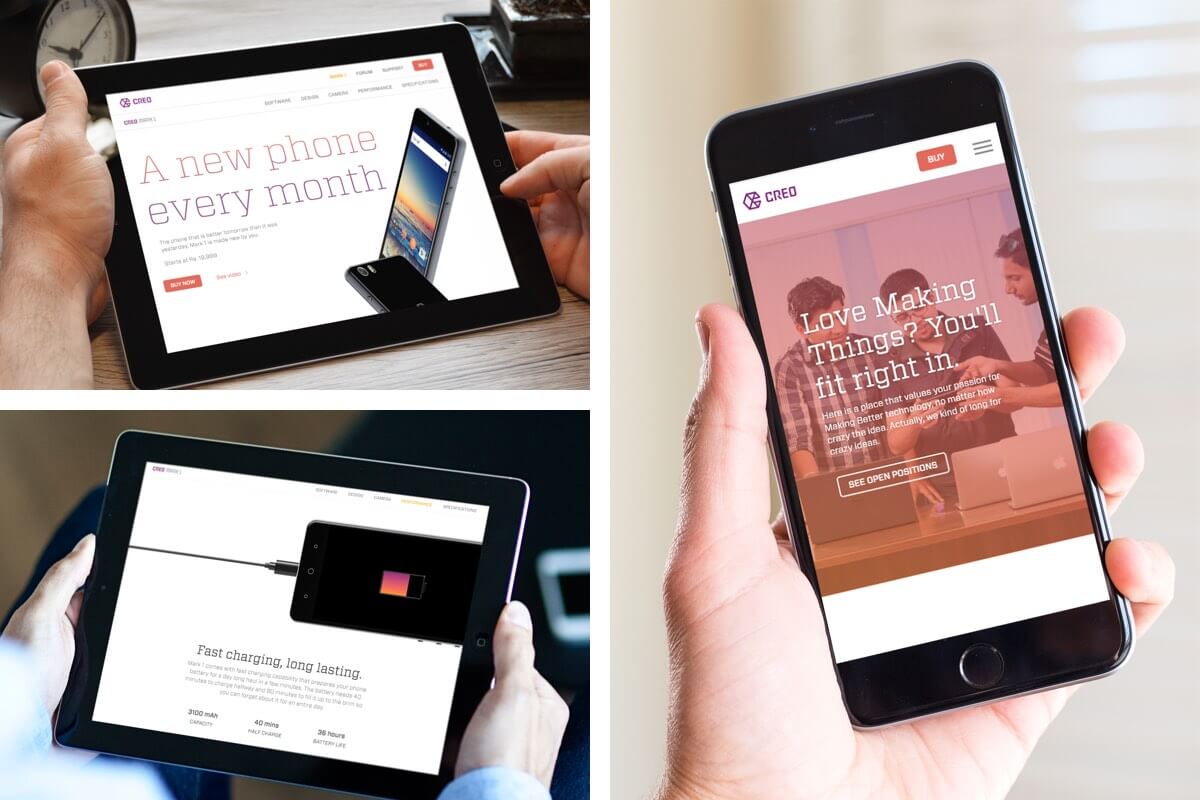 CREO
FORUM
SUPPORT
BUY
CREO MARK 1
SOFTWARE
DESIGN
CAMERA
PERFORMANCE
SPECIFICATIONS
A new phone
every month
The phone that is better tomorrow than it was
yesterday, Mark 1 is made new by you.
Starts at Rs. 19,999
BUY NOW
See video >
CREO MARK 1
SOFTWARE
DESIGN
CAMERA
PERFORMANCE
SPECIFICATIONS
Fast charging, long lasting.
Mark 1 comes with fast charging capability that prepares your phone
battery for a day long haul in a few minutes. The battery needs 40
minutes to charge halfway and 90 minutes to fill it up to the brim so
you can forget about it for an entire day.
3100 mAh
CAPACITY
40 mins
HALF CHARGE
36 hours
BATTERY LIFE
CREO
BUY
Love Making
Things? You'll
fit right in.
Here is a place that values your passion for
Making Better technology, no matter how
crazy the idea. Actually, we kind of long for
crazy ideas.
SEE OPEN POSITIONS